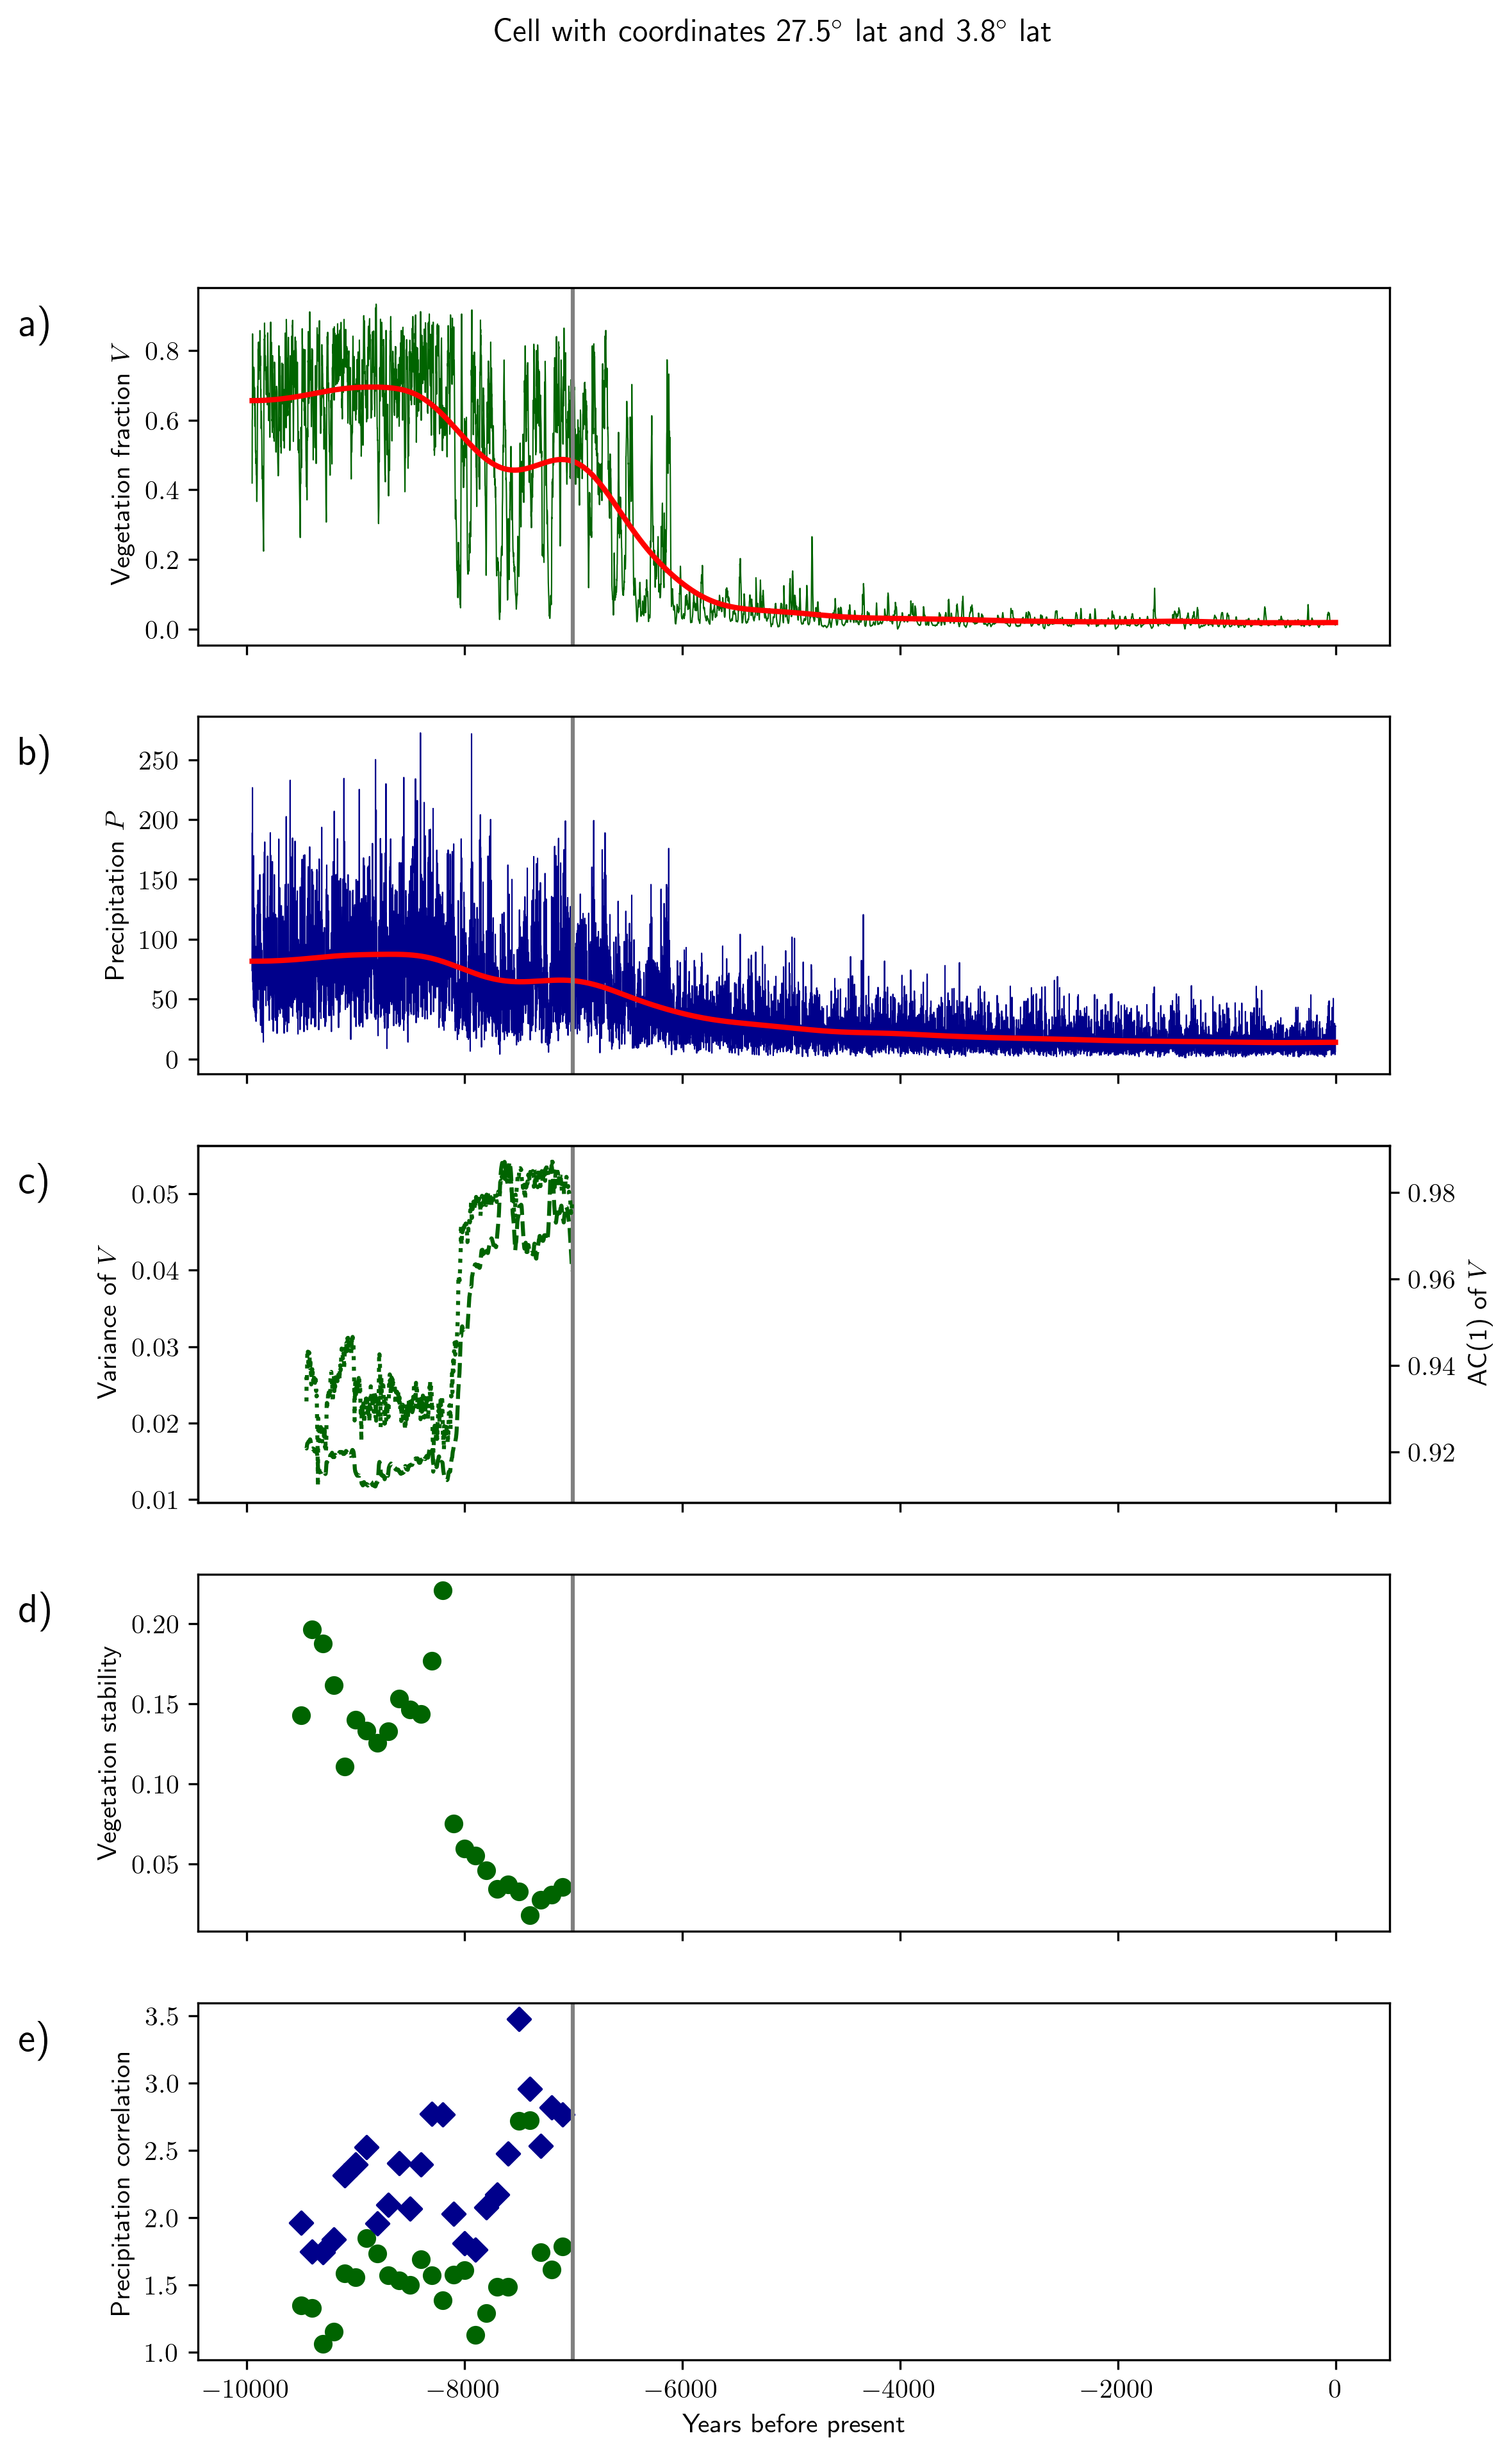 Cell with coordinates 27.5° lat and 3.8° lat
a)
Vegetation fraction V
0.8
0.6
0.4
0.2
0.0
b)
Precipitation P
250
200
150
100
50
0
c)
Variance of V
0.05
0.04
0.03
0.02
0.01
0.98
0.96
0.94
0.92
AC(1) of V
d)
Vegetation stability
0.20
0.15
0.10
0.05
e)
Precipitation correlation
3.5
3.0
2.5
2.0
1.5
1.0
−10000 −8000 −6000 −4000 −2000 0
Years before present